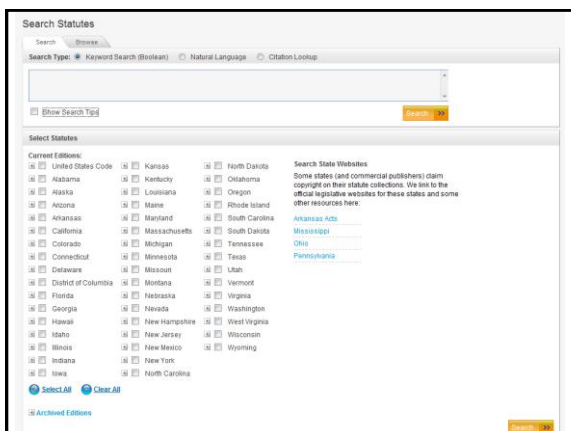 Search Statutes
Search Browse
Search Type: Keyword Search (Boolean) Natural Language Citation Lookup
Show Search Tips
Search >>
Select Statutes
Current Editions:
United States Code
Alabama
Alaska
Arizona
Arkansas
California
Colorado
Connecticut
Delaware
District of Columbia
Florida
Georgia
Hawaii
Idaho
Illinois
Indiana
Iowa
Kansas
Kentucky
Louisiana
Maine
Maryland
Massachusetts
Michigan
Minnesota
Missouri
Montana
Nebraska
Nevada
New Hampshire
New Jersey
New Mexico
New York
North Carolina
North Dakota
Oklahoma
Oregon
Rhode Island
South Carolina
South Dakota
Tennessee
Texas
Utah
Vermont
Virginia
Washington
West Virginia
Wisconsin
Wyoming
Search State Websites
Some states (and commercial publishers) claim
copyright on their statute collections. We link to the
official legislative websites for these states and some
other resources here:
Arkansas Acts
Mississippi
Ohio
Pennsylvania
Select All Clear All
Archived Editions
Search >>